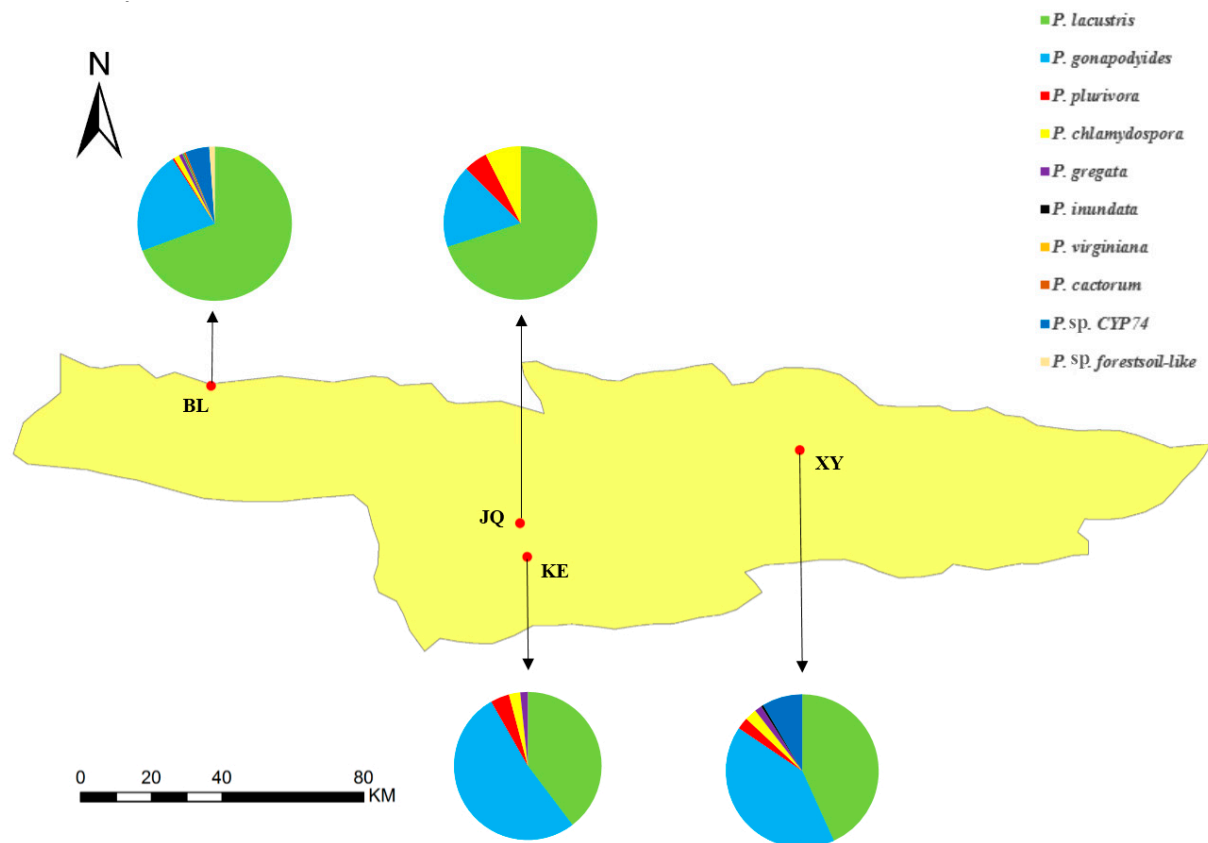 N
P. lacustris
P. gonapodyides
P. plurivora
P. chlamydospora
P. gregata
P. inundata
P. virginiana
P. cactorum
P. sp. CYP74
P. sp. forestsoil-like
BL
XY
JQ
KE
0 20 40 80
KM